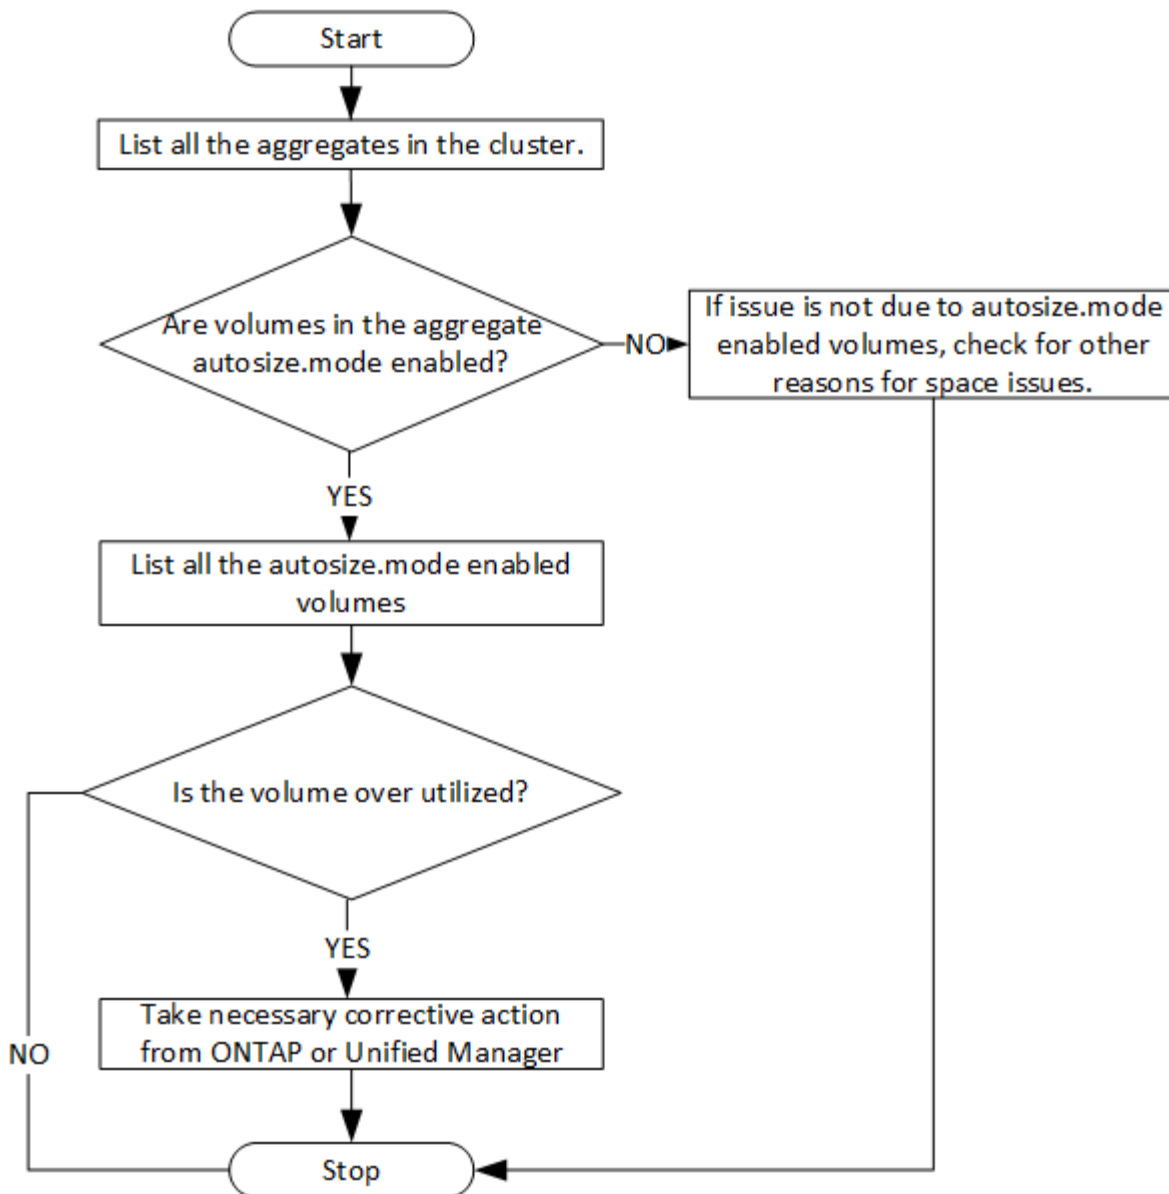 Start
List all the aggregates in the cluster.
Are volumes in the aggregate
autosize.mode enabled?
NO
If issue is not due to autosize.mode
enabled volumes, check for other
reasons for space issues.
YES
List all the autosize.mode enabled
volumes
Is the volume over utilized?
YES
Take necessary corrective action
from ONTAP or Unified Manager
NO
Stop